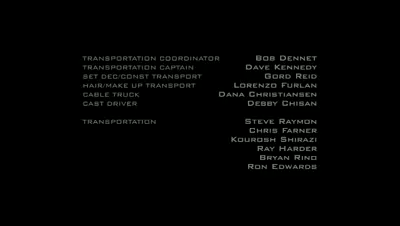 TRANSPORTATION COORDINATOR BOB DENNET
TRANSPORTATION CAPTAIN DAVE KENNEDY
SET DEC/CONST TRANSPORT GORD REID
HAIR/MAKE UP TRANSPORT LORENZO FURLAN
CABLE TRUCK DANA CHRISTIANSEN
CAST DRIVER DEBBY CHISAN
TRANSPORTATION STEVE RAYMON
CHRIS FARNER
KOUROSH SHIRAZI
RAY HARDER
BRYAN RINO
RON EDWARDS